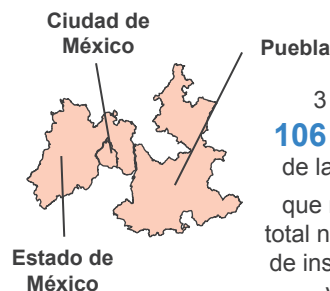 Ciudad de
México
Puebla
3
106
de la
que
total n
de ins
Estado de
México